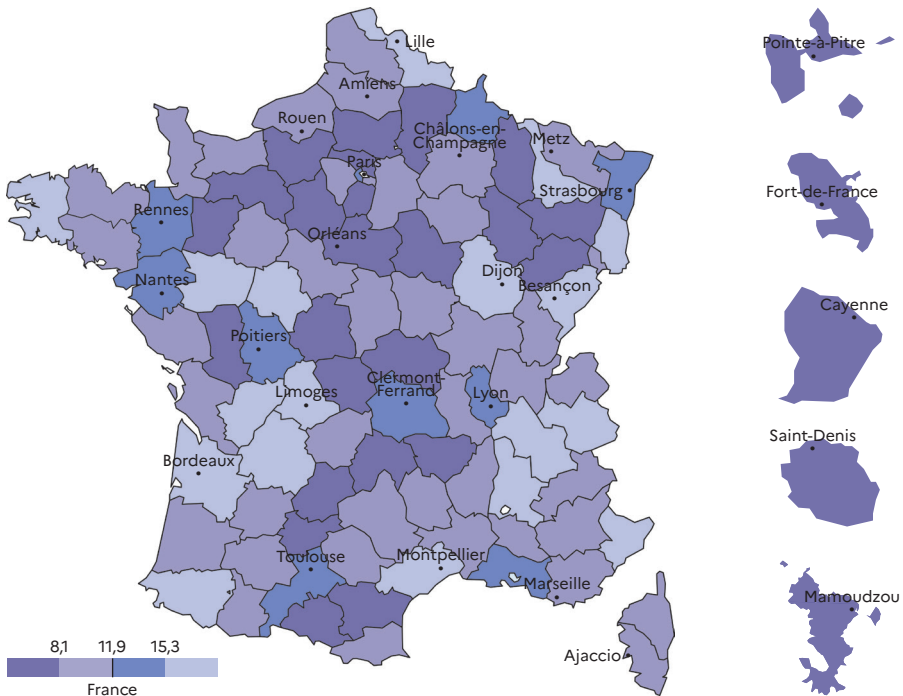 Lille
Pointe-à-Pitre
Amiens
Rouen
Châlons-en-
Champagne
Metz
Paris
Strasbourg
Fort-de-France
Rennes
Orléans
Dijon
Nantes
Besançon
Cayenne
Poitiers
Clermont-
Ferrand
Limoges
Lyon
Saint-Denis
Bordeaux
Toulouse
Montpellier
Marseille
Mamoudzou
Ajaccio
8,1 11,9 15,3
France